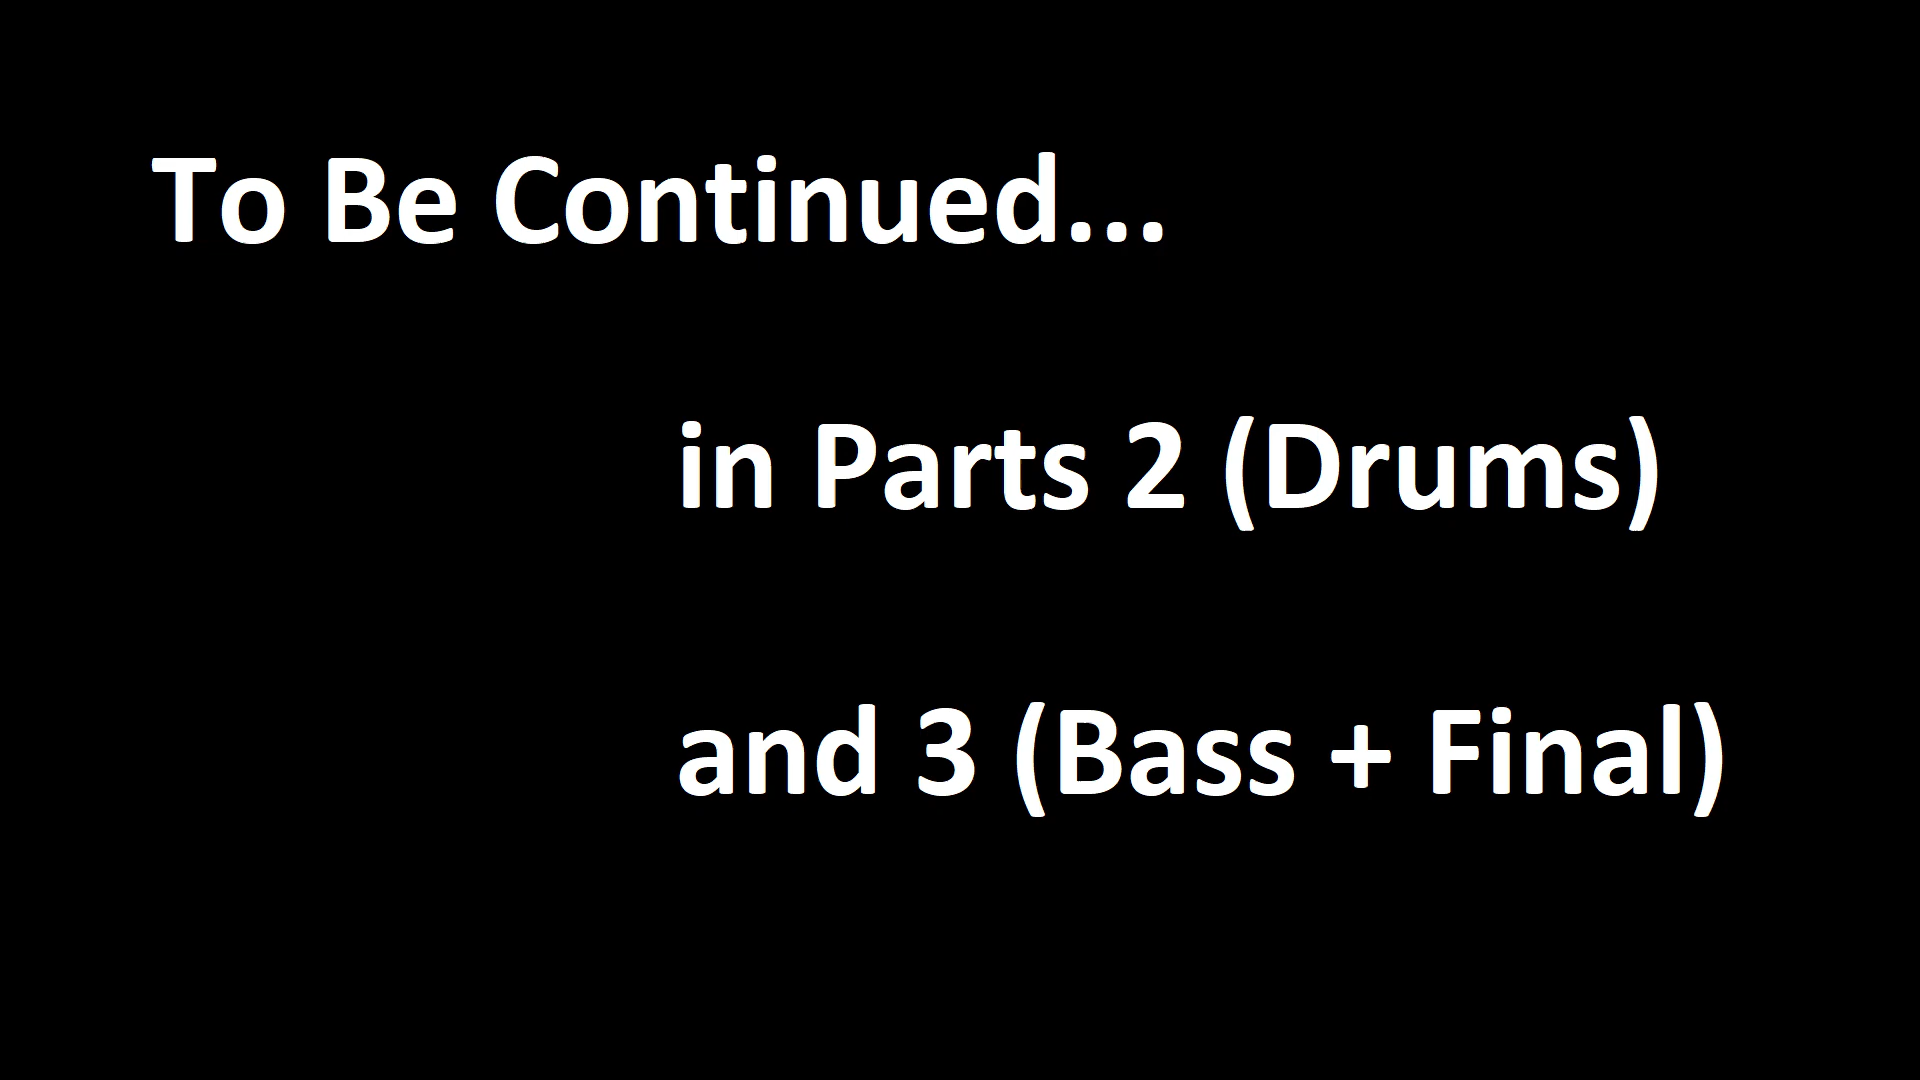 To Be Continued...
in Parts 2 (Drums)
and 3 (Bass + Final)